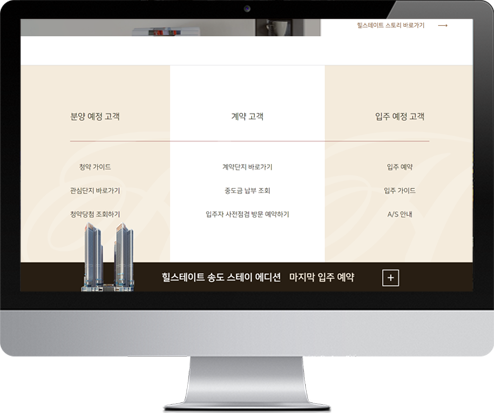 힐스테이트 스토리 바로가기 →
분양 예정 고객
계약 고객
입주 예정 고객
청약 가이드
계약단지 바로가기
입주 예약
관심단지 바로가기
중도금 납부 조회
입주 가이드
청약당첨 조회하기
입주자 사전점검 방문 예약하기
A/S 안내
힐스테이트 송도 스테이 에디션 마지막 입주 예약 +